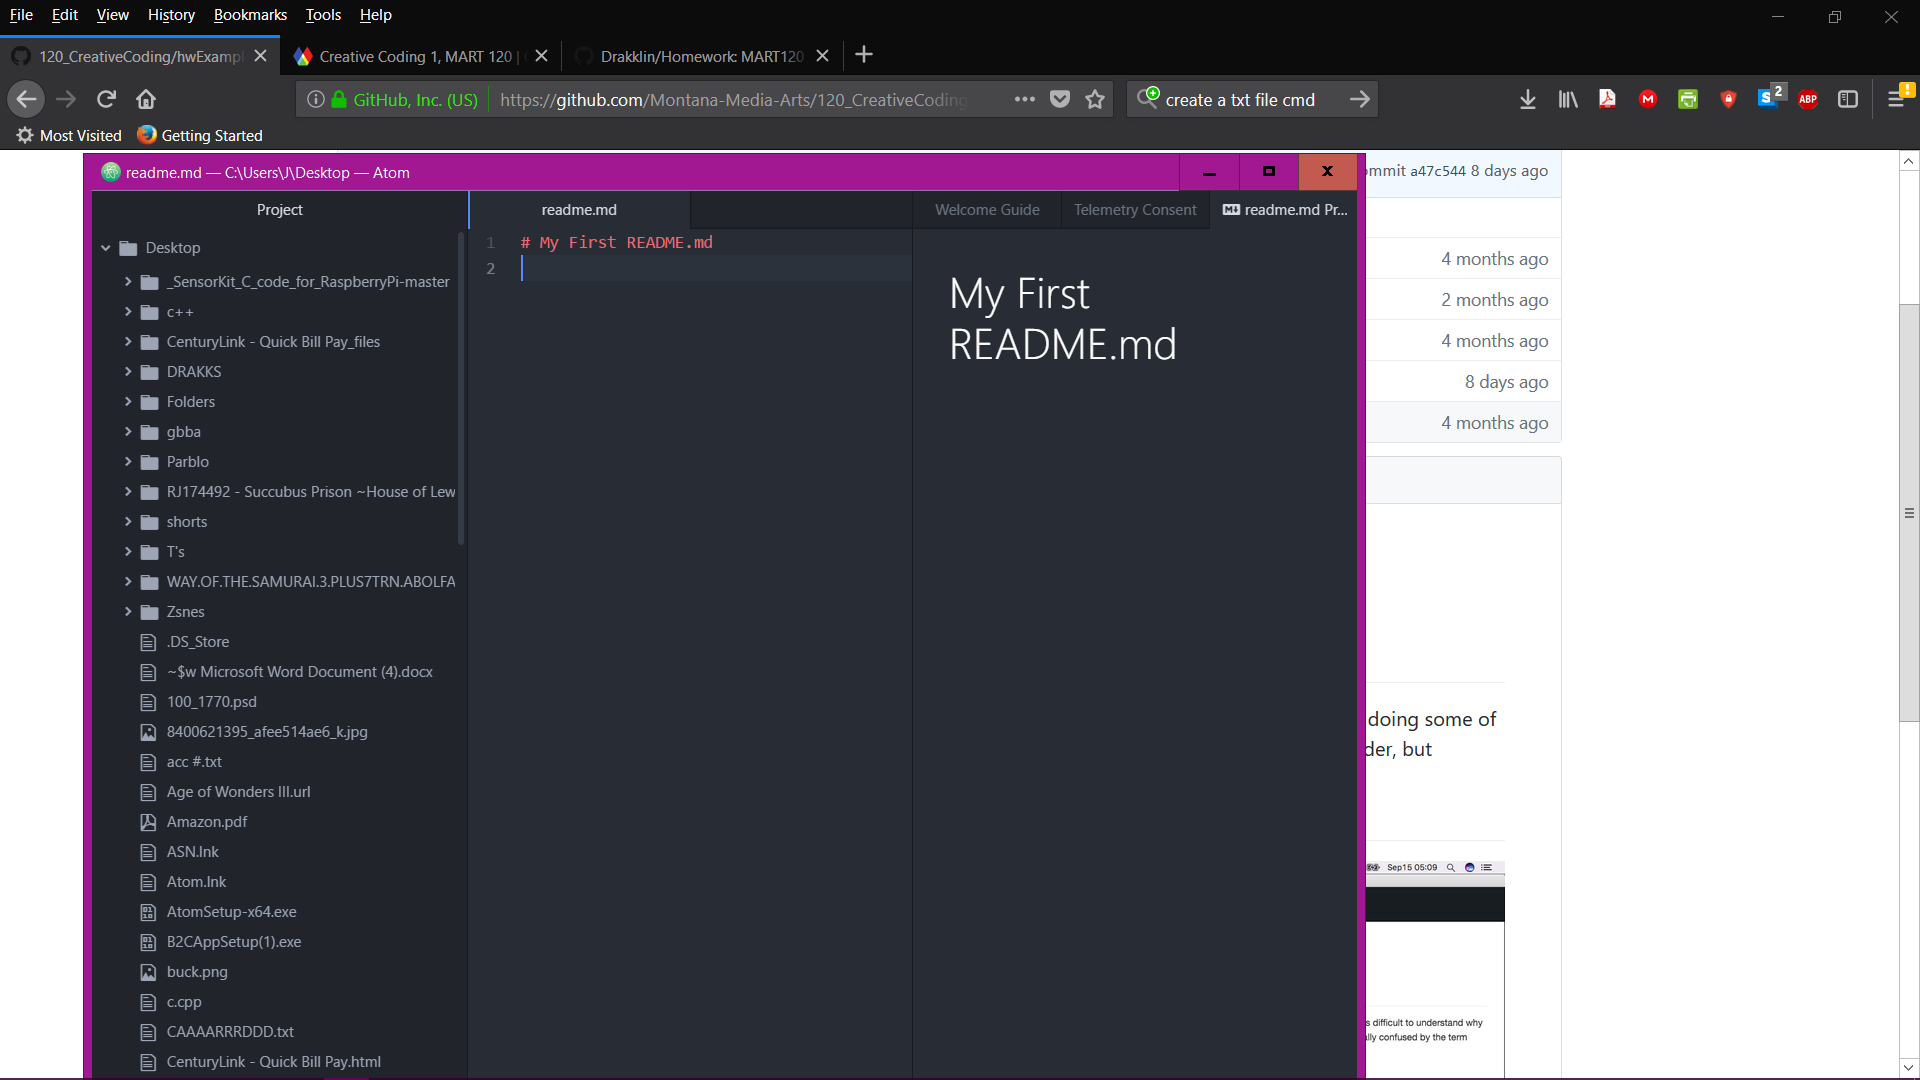 File Edit View History Bookmarks Tools Help
120_CreativeCoding/hwExampl
Creative Coding 1, MART 120 |
Drakklin/Homework: MART120
GitHub, Inc. (US)
https://github.com/Montana-Media-Arts/120_CreativeCoding
create a txt file cmd
2
ABP
Most Visited
Getting Started
readme.md — C:\Users\J\Desktop — Atom
ommit a47c544 8 days ago
Project
readme.md
Welcome Guide
Telemetry Consent
readme.md Pr...
Desktop
_SensorKit_C_code_for_RaspberryPi-master
c++
CenturyLink - Quick Bill Pay_files
DRAKKS
Folders
gbba
Parblo
RJ174492 - Succubus Prison ~House of Lew
shorts
T's
WAY.OF.THE.SAMURAI.3.PLUS7TRN.ABOLFA
Zsnes
.DS_Store
~$w Microsoft Word Document (4).docx
100_1770.psd
8400621395_afee514ae6_k.jpg
acc #.txt
Age of Wonders III.url
Amazon.pdf
ASN.lnk
Atom.lnk
AtomSetup-x64.exe
B2CAppSetup(1).exe
buck.png
c.cpp
CAAAARRRDDD.txt
CenturyLink - Quick Bill Pay.html
1 # My First README.md
2
My First
README.md
4 months ago
2 months ago
4 months ago
8 days ago
4 months ago
doing some of
der, but
Sep15 05:09
s difficult to understand why
lly confused by the term